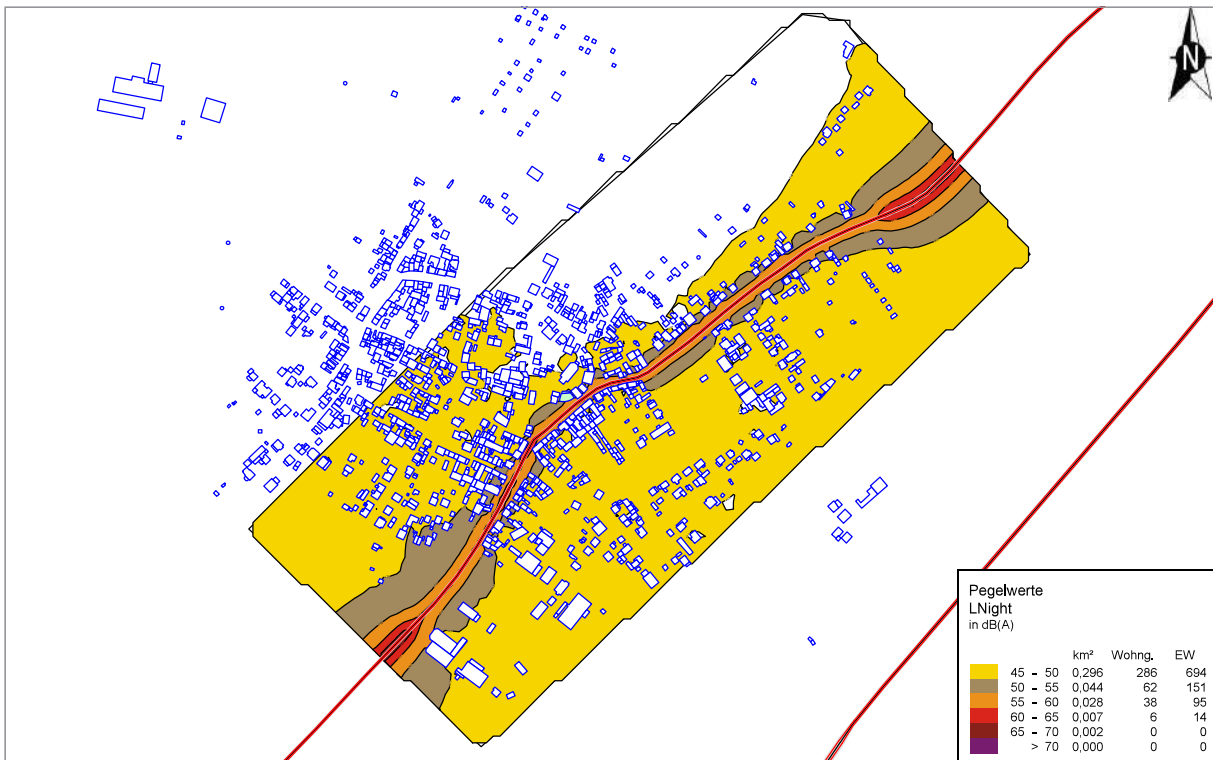 N
Pegelwerte
LNight
in dB(A)
km² Wohng. EW
45 - 50 0,296 286 694
50 - 55 0,044 62 151
55 - 60 0,028 38 95
60 - 65 0,007 6 14
65 - 70 0,002 0 0
> 70 0,000 0 0